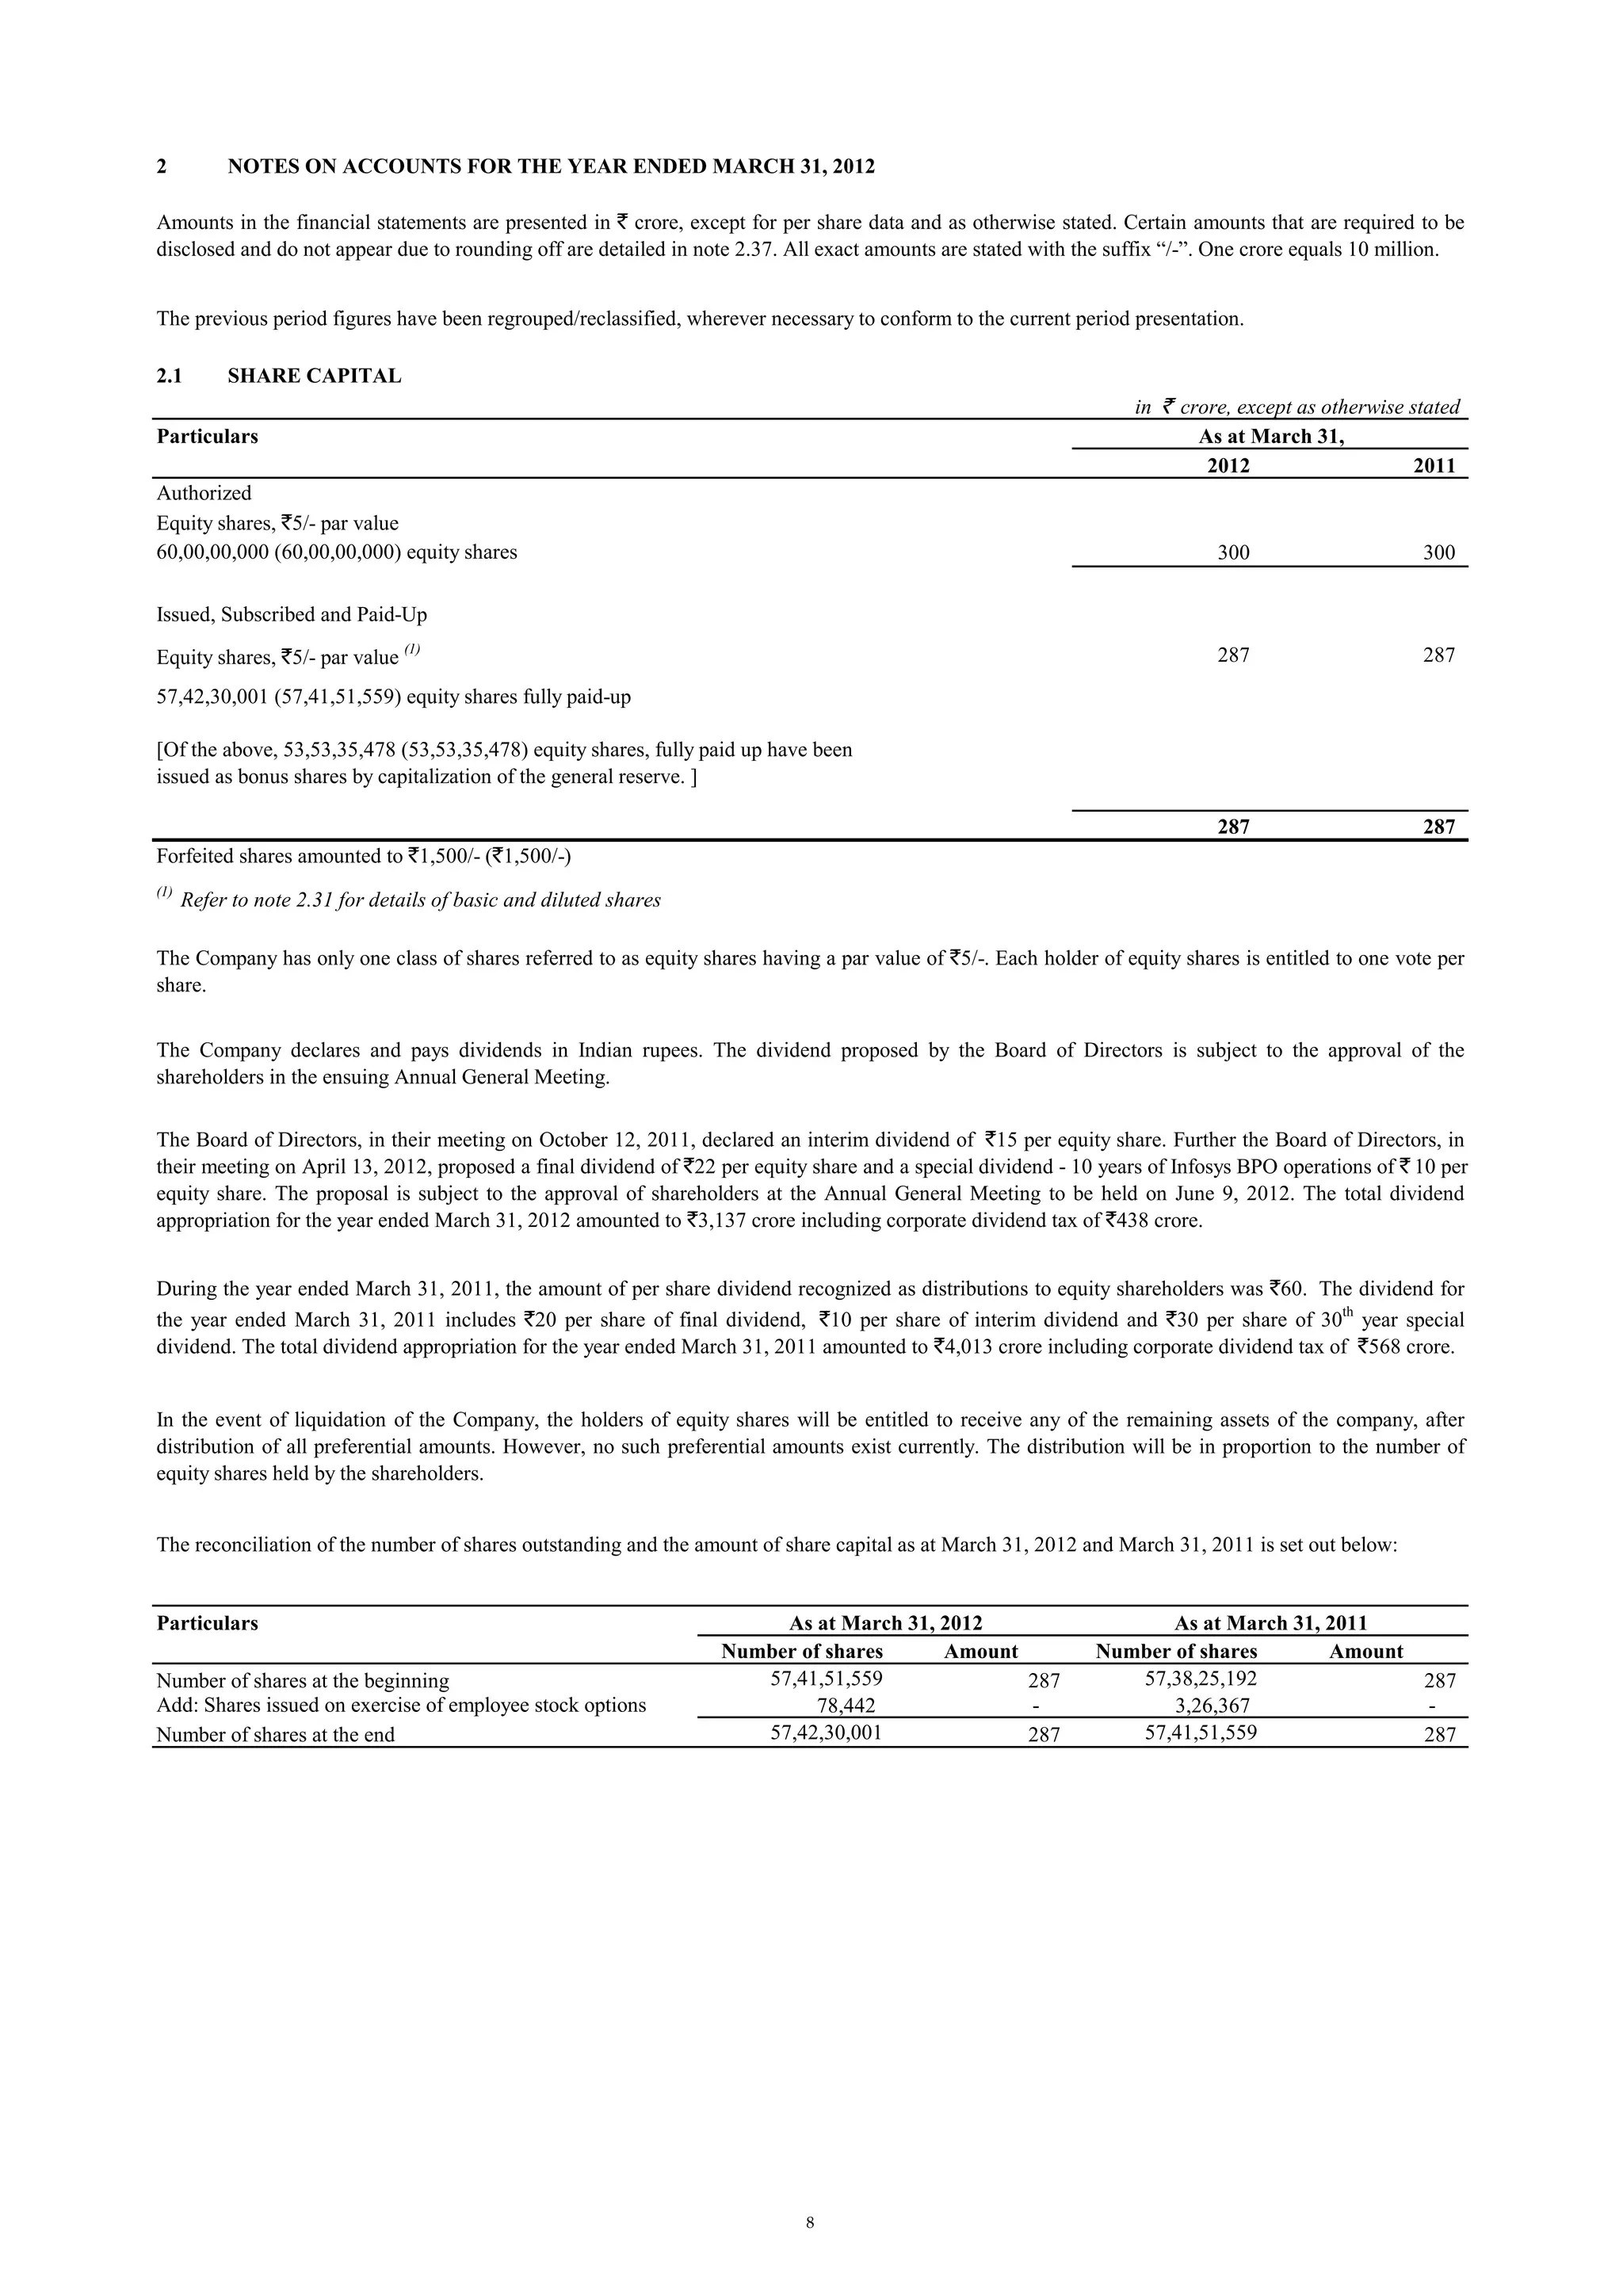 2 NOTES ON ACCOUNTS FOR THE YEAR ENDED MARCH 31, 2012
Amounts in the financial statements are presented in ₹ crore, except for per share data and as otherwise stated. Certain amounts that are required to be
disclosed and do not appear due to rounding off are detailed in note 2.37. All exact amounts are stated with the suffix “/-”. One crore equals 10 million.
The previous period figures have been regrouped/reclassified, wherever necessary to conform to the current period presentation.
2.1 SHARE CAPITAL
in ₹ crore, except as otherwise stated
Particulars As at March 31,
2012 2011
Authorized
Equity shares, ₹5/- par value
60,00,00,000 (60,00,00,000) equity shares 300 300
Issued, Subscribed and Paid-Up
Equity shares, ₹5/- par value (1) 287 287
57,42,30,001 (57,41,51,559) equity shares fully paid-up
[Of the above, 53,53,35,478 (53,53,35,478) equity shares, fully paid up have been
issued as bonus shares by capitalization of the general reserve. ]
287 287
Forfeited shares amounted to ₹1,500/- (₹1,500/-)
(1) Refer to note 2.31 for details of basic and diluted shares
The Company has only one class of shares referred to as equity shares having a par value of ₹5/-. Each holder of equity shares is entitled to one vote per
share.
The Company declares and pays dividends in Indian rupees. The dividend proposed by the Board of Directors is subject to the approval of the
shareholders in the ensuing Annual General Meeting.
The Board of Directors, in their meeting on October 12, 2011, declared an interim dividend of ₹15 per equity share. Further the Board of Directors, in
their meeting on April 13, 2012, proposed a final dividend of ₹22 per equity share and a special dividend - 10 years of Infosys BPO operations of ₹ 10 per
equity share. The proposal is subject to the approval of shareholders at the Annual General Meeting to be held on June 9, 2012. The total dividend
appropriation for the year ended March 31, 2012 amounted to ₹3,137 crore including corporate dividend tax of ₹438 crore.
During the year ended March 31, 2011, the amount of per share dividend recognized as distributions to equity shareholders was ₹60. The dividend for
the year ended March 31, 2011 includes ₹20 per share of final dividend, ₹10 per share of interim dividend and ₹30 per share of 30th year special
dividend. The total dividend appropriation for the year ended March 31, 2011 amounted to ₹4,013 crore including corporate dividend tax of ₹568 crore.
In the event of liquidation of the Company, the holders of equity shares will be entitled to receive any of the remaining assets of the company, after
distribution of all preferential amounts. However, no such preferential amounts exist currently. The distribution will be in proportion to the number of
equity shares held by the shareholders.
The reconciliation of the number of shares outstanding and the amount of share capital as at March 31, 2012 and March 31, 2011 is set out below:
Particulars As at March 31, 2012 As at March 31, 2011
Number of shares Amount Number of shares Amount
Number of shares at the beginning 57,41,51,559 287 57,38,25,192 287
Add: Shares issued on exercise of employee stock options 78,442 - 3,26,367 -
Number of shares at the end 57,42,30,001 287 57,41,51,559 287
8